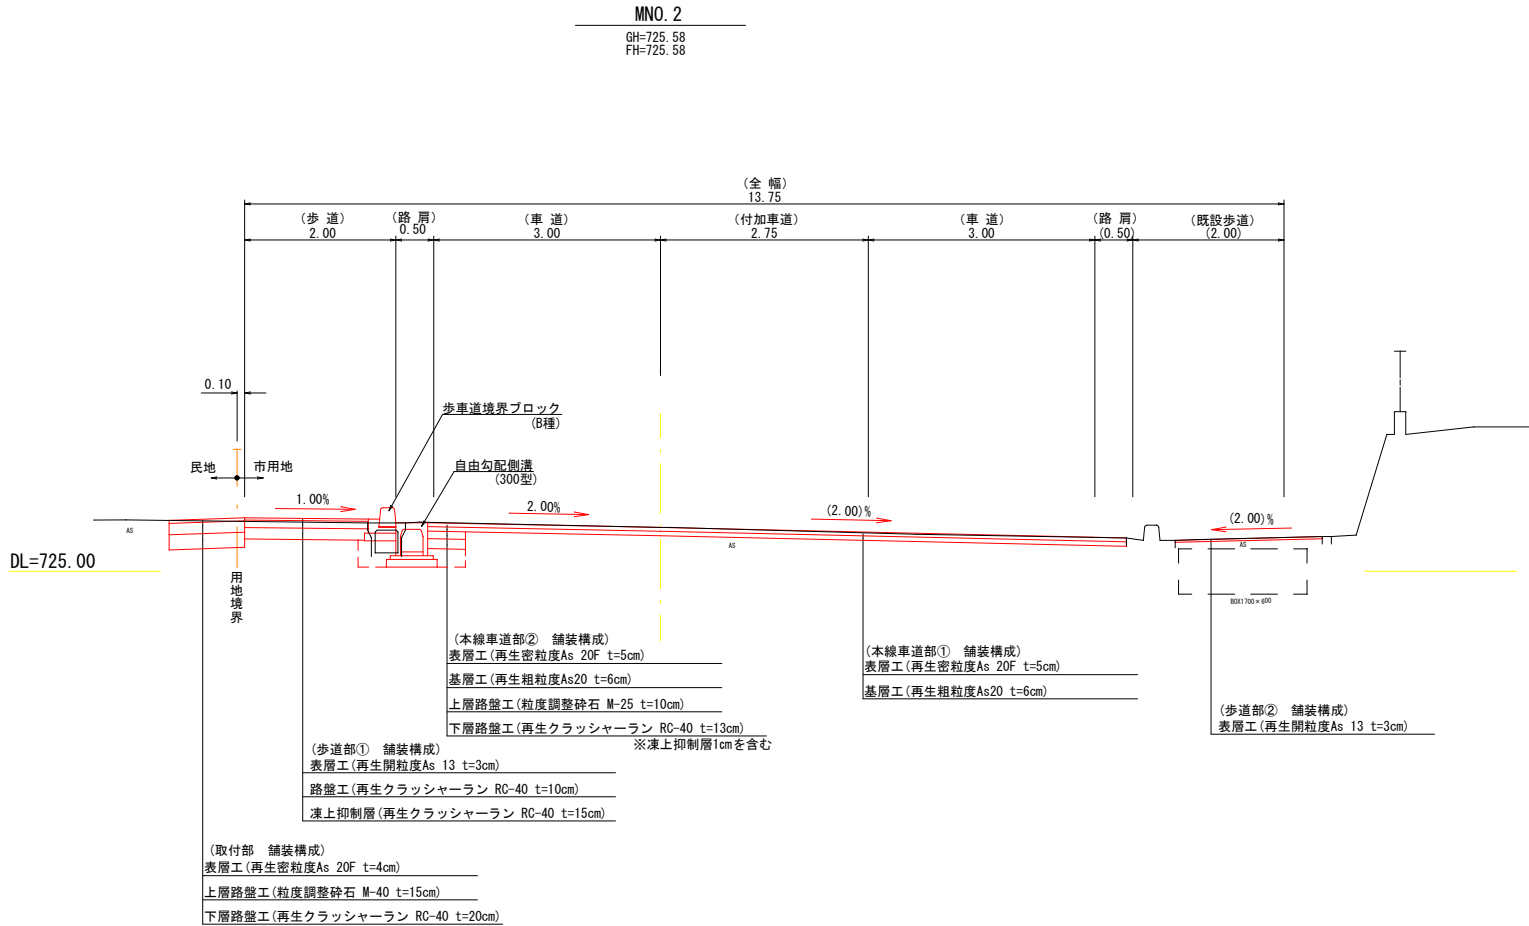 MNO. 2
GH=725.58
FH=725.58
(全 幅)
13.75
(歩 道)
2.00
(路 肩)
0.50
(車 道)
3.00
(付加車道)
2.75
(車 道)
3.00
(路 肩)
(0.50)
(既設歩道)
(2.00)
0.10
歩車道境界ブロック
(B種)
民地
市用地
自由勾配側溝
(300型)
1.00%
2.00%
(2.00)%
(2.00)%
AS
AS
AS
DL=725.00
用地境界
BOX1700×600
(本線車道部② 舗装構成)
表層工(再生密粒度As 20F t=5cm)
基層工(再生粗粒度As20 t=6cm)
上層路盤工(粒度調整砕石 M-25 t=10cm)
下層路盤工(再生クラッシャーラン RC-40 t=13cm)
※凍上抑制層1cmを含む
(本線車道部① 舗装構成)
表層工(再生密粒度As 20F t=5cm)
基層工(再生粗粒度As20 t=6cm)
(歩道部② 舗装構成)
表層工(再生開粒度As 13 t=3cm)
(歩道部① 舗装構成)
表層工(再生開粒度As 13 t=3cm)
路盤工(再生クラッシャーラン RC-40 t=10cm)
凍上抑制層(再生クラッシャーラン RC-40 t=15cm)
(取付部 舗装構成)
表層工(再生密粒度As 20F t=4cm)
上層路盤工(粒度調整砕石 M-40 t=15cm)
下層路盤工(再生クラッシャーラン RC-40 t=20cm)